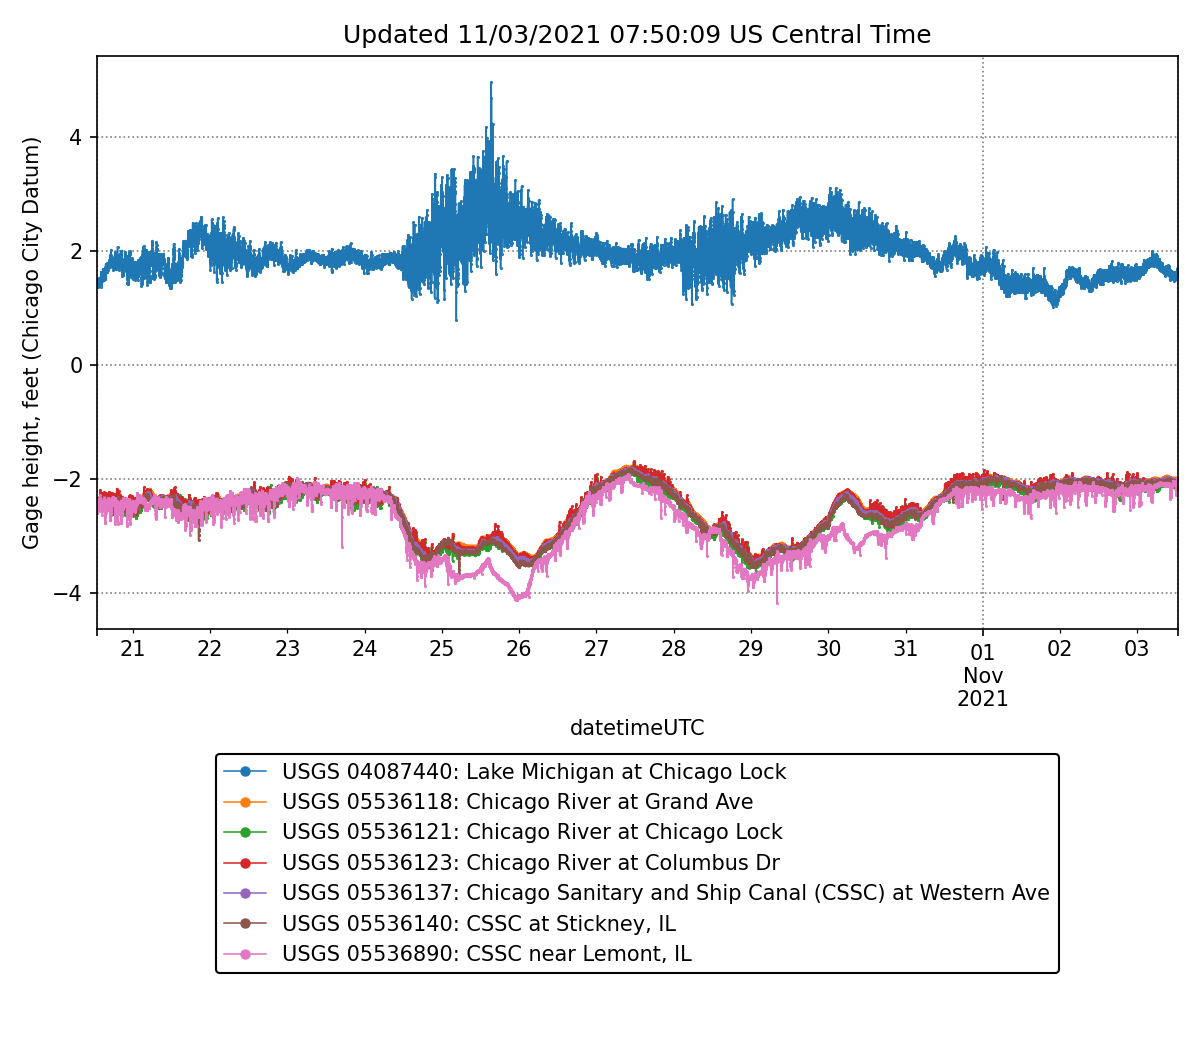 Updated 11/03/2021 07:50:09 US Central Time
Gage height, feet (Chicago City Datum)
4
2
0
−2
−4
21 22 23 24 25 26 27 28 29 30 31 01 02 03
Nov
2021
datetimeUTC
USGS 04087440: Lake Michigan at Chicago Lock
USGS 05536118: Chicago River at Grand Ave
USGS 05536121: Chicago River at Chicago Lock
USGS 05536123: Chicago River at Columbus Dr
USGS 05536137: Chicago Sanitary and Ship Canal (CSSC) at Western Ave
USGS 05536140: CSSC at Stickney, IL
USGS 05536890: CSSC near Lemont, IL